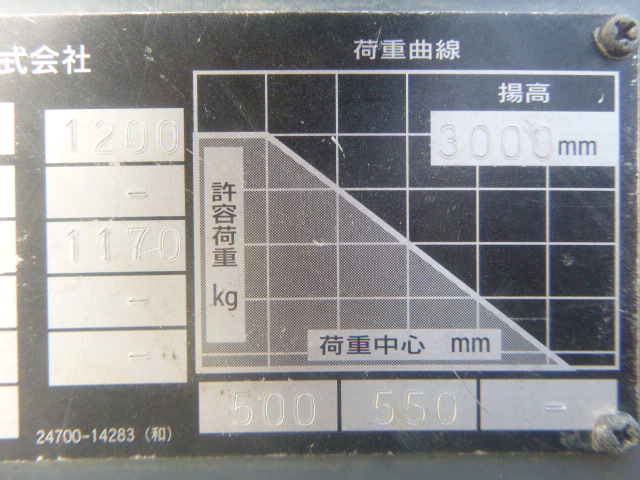 式会社
荷重曲線
揚高
1200
3000mm
-
許容荷重
1170
kg
-
荷重中心 mm
-
500
550
-
24700-14283 (和)